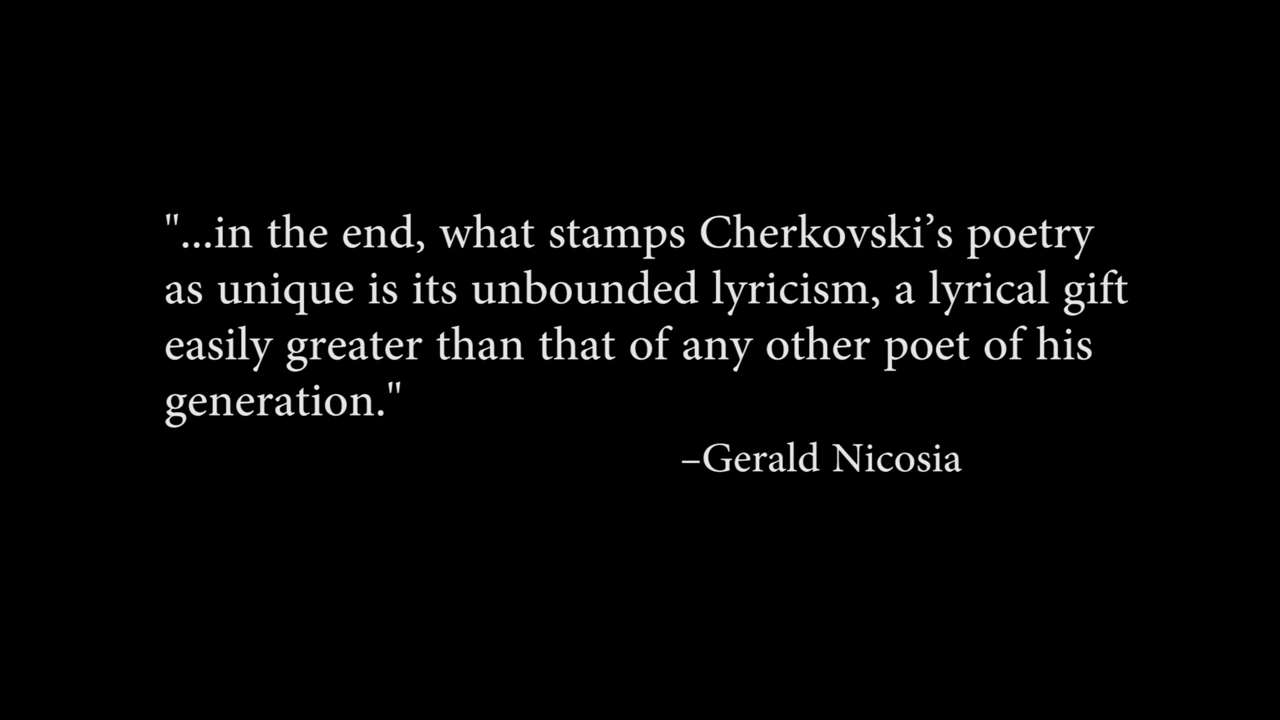 "...in the end, what stamps Cherkovski’s poetry
as unique is its unbounded lyricism, a lyrical gift
easily greater than that of any other poet of his
generation."
–Gerald Nicosia